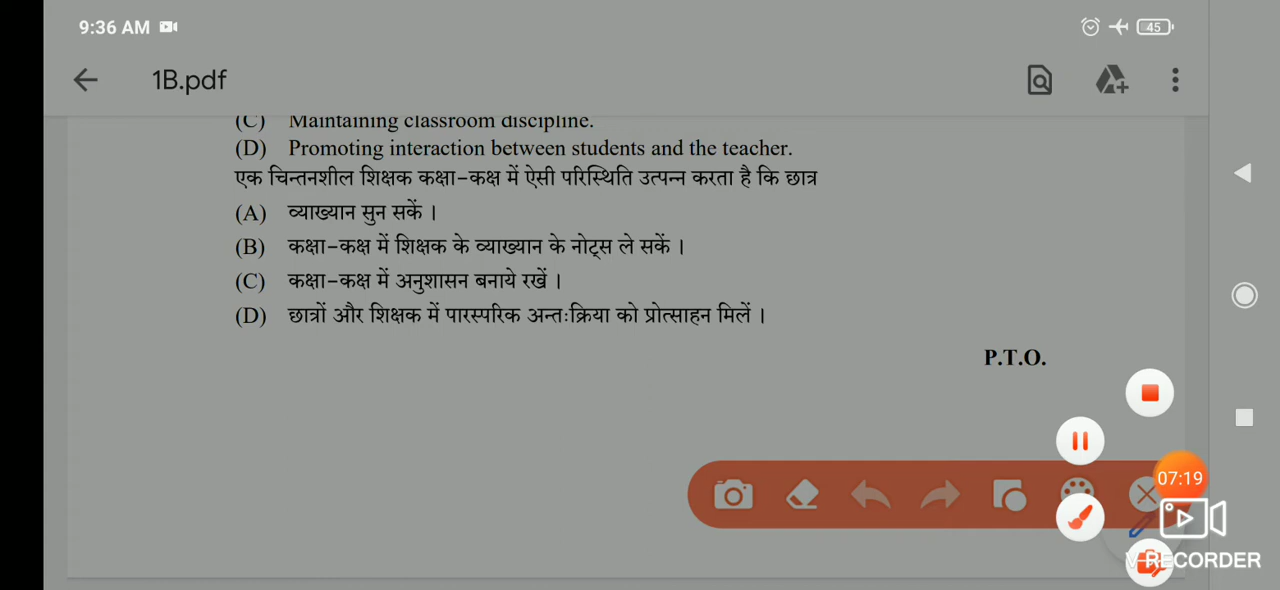 9:36 AM
45
1B.pdf
(C) Maintaining classroom discipline.
(D) Promoting interaction between students and the teacher.
एक चिन्तनशील शिक्षक कक्षा-कक्ष में ऐसी परिस्थिति उत्पन्न करता है कि छात्र
(A) व्याख्यान सुन सकें ।
(B) कक्षा-कक्ष में शिक्षक के व्याख्यान के नोट्स ले सकें ।
(C) कक्षा-कक्ष में अनुशासन बनाये रखें ।
(D) छात्रों और शिक्षक में पारस्परिक अन्तःक्रिया को प्रोत्साहन मिलें ।
P.T.O.
07:19
V RECORDER